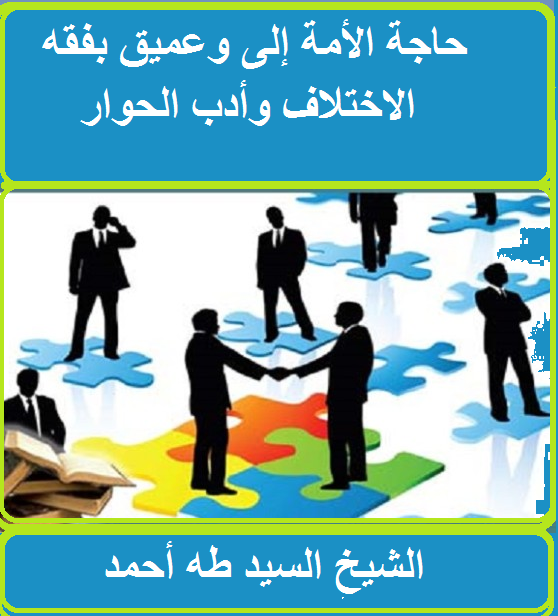 حاجة الأمة إلى وعميق بفقه
الاختلاف وأدب الحوار
الشيخ السيد طه أحمد